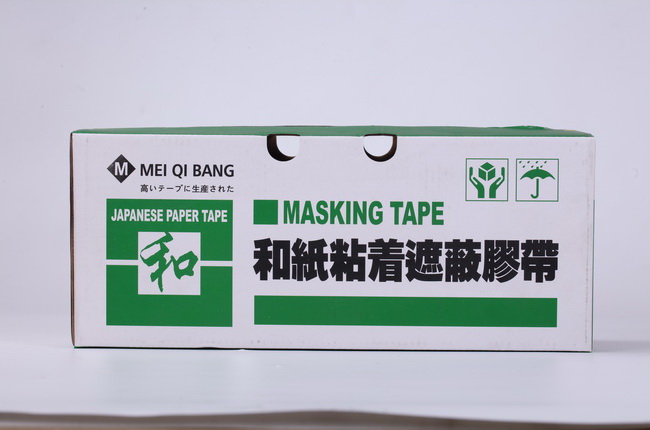 M MEI QI BANG
高いテープに生産された
JAPANESE PAPER TAPE
和
MASKING TAPE
和紙粘着遮蔽膠帶